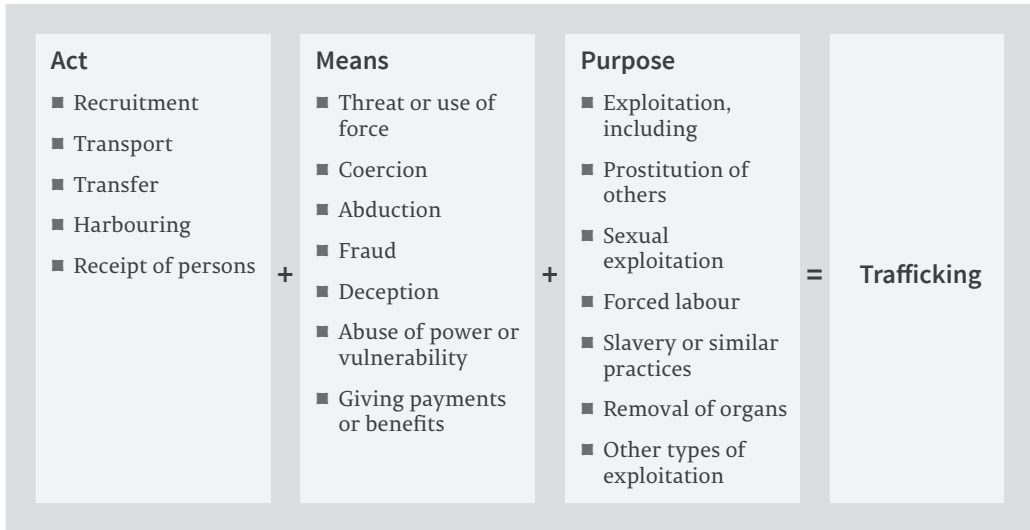 Act
■ Recruitment
■ Transport
■ Transfer
■ Harbouring
■ Receipt of persons
+
Means
■ Threat or use of
force
■ Coercion
■ Abduction
■ Fraud
■ Deception
■ Abuse of power or
vulnerability
■ Giving payments
or benefits
+
Purpose
■ Exploitation,
including
■ Prostitution of
others
■ Sexual
exploitation
■ Forced labour
■ Slavery or similar
practices
■ Removal of organs
■ Other types of
exploitation
=
Trafficking